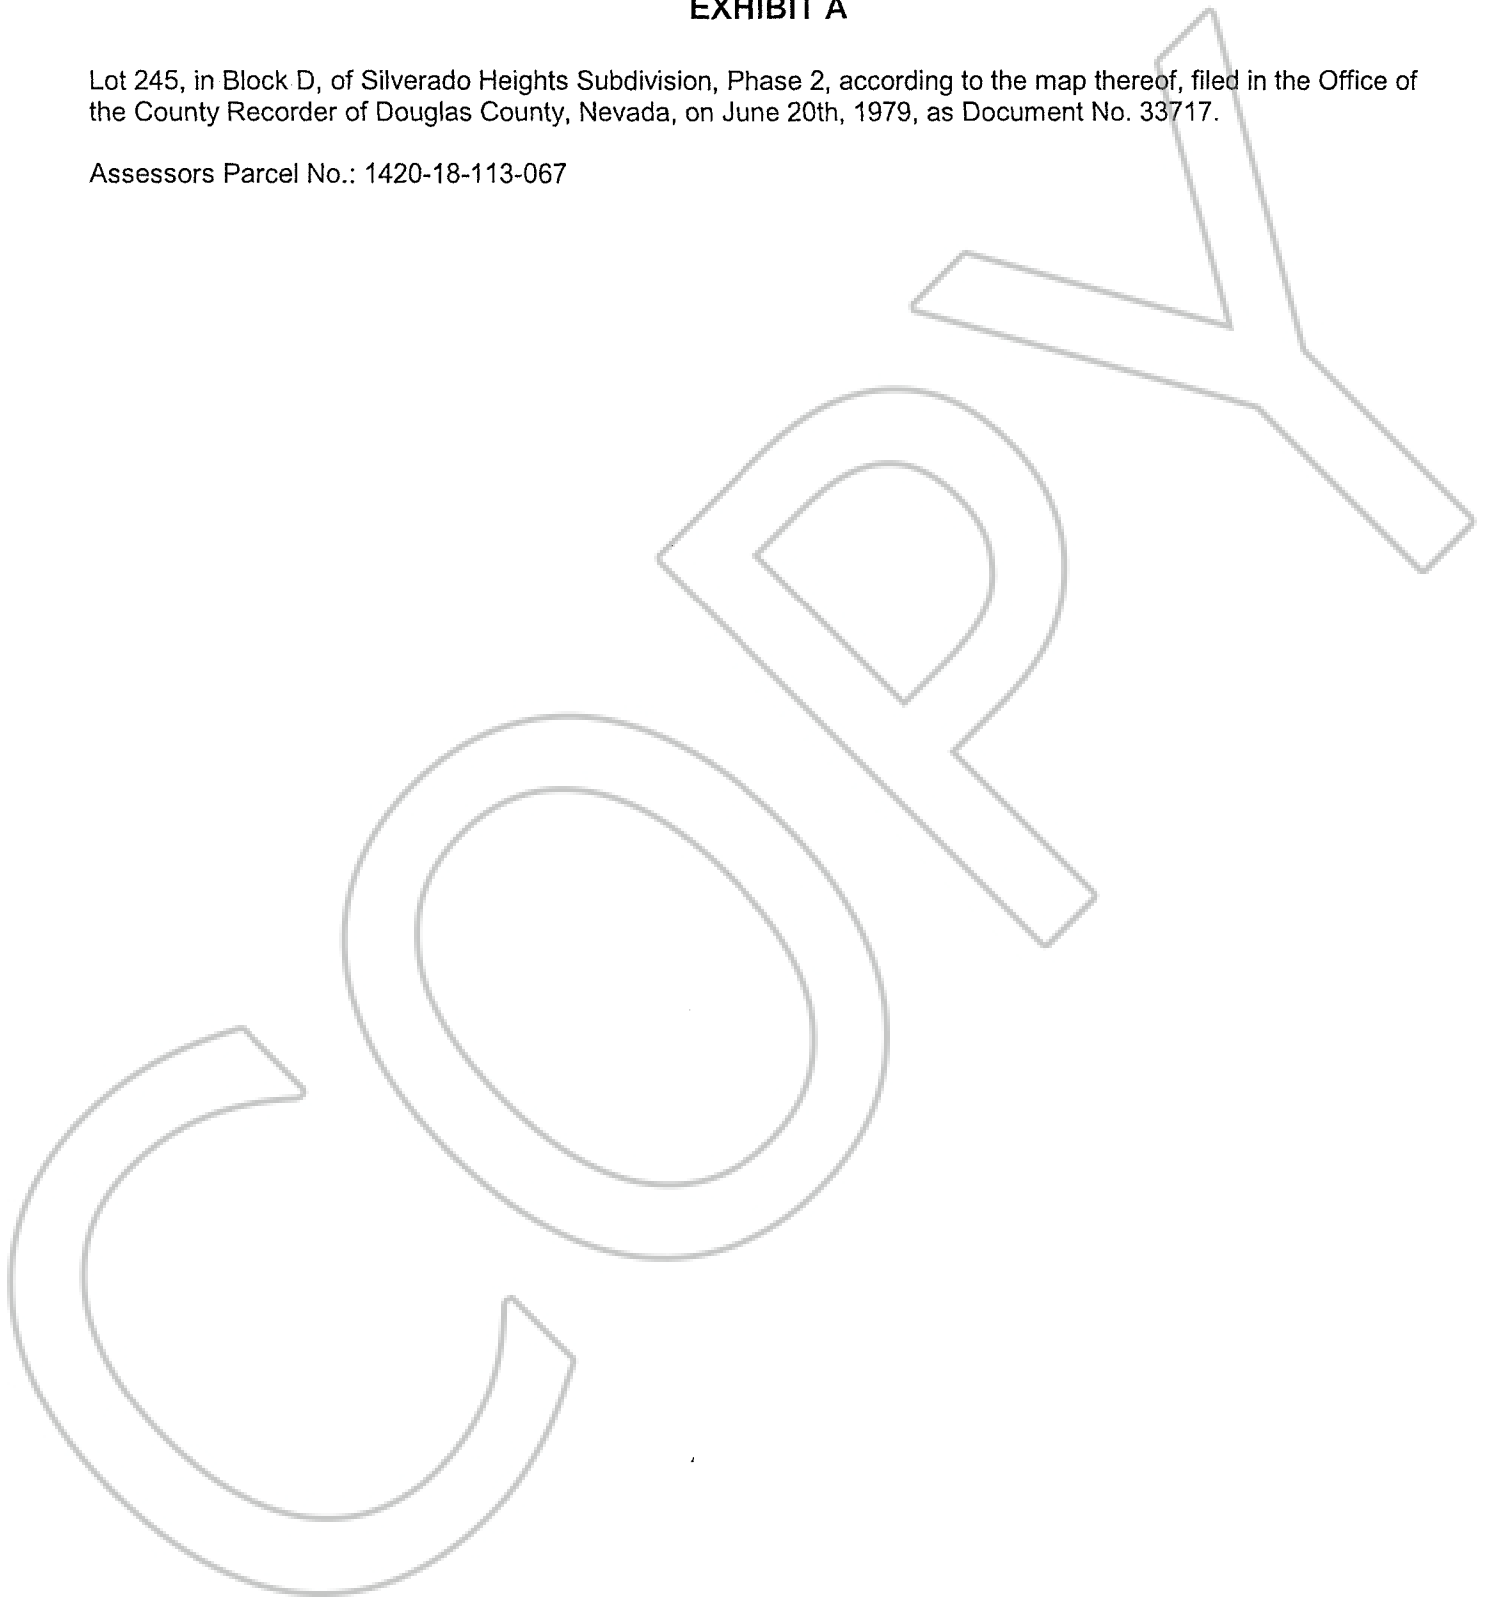 EXHIBIT A
Lot 245, in Block D, of Silverado Heights Subdivision, Phase 2, according to the map thereof, filed in the Office of
the County Recorder of Douglas County, Nevada, on June 20th, 1979, as Document No. 33717.
Assessors Parcel No.: 1420-18-113-067
COPY